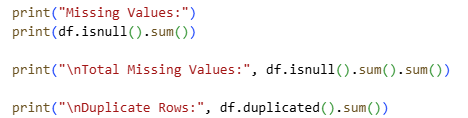 print("Missing Values:")
print(df.isnull().sum())
print("\nTotal Missing Values:", df.isnull().sum().sum())
print("\nDuplicate Rows:", df.duplicated().sum())